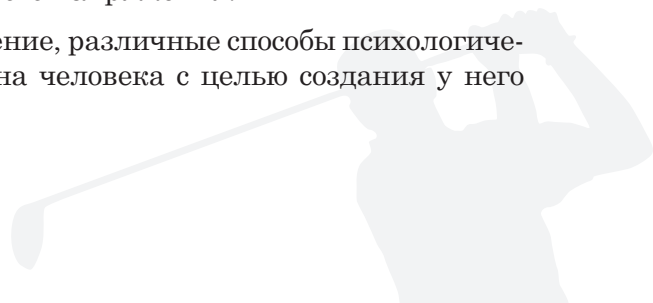 ение, различные способы психологиче-
на человека с целью создания у него